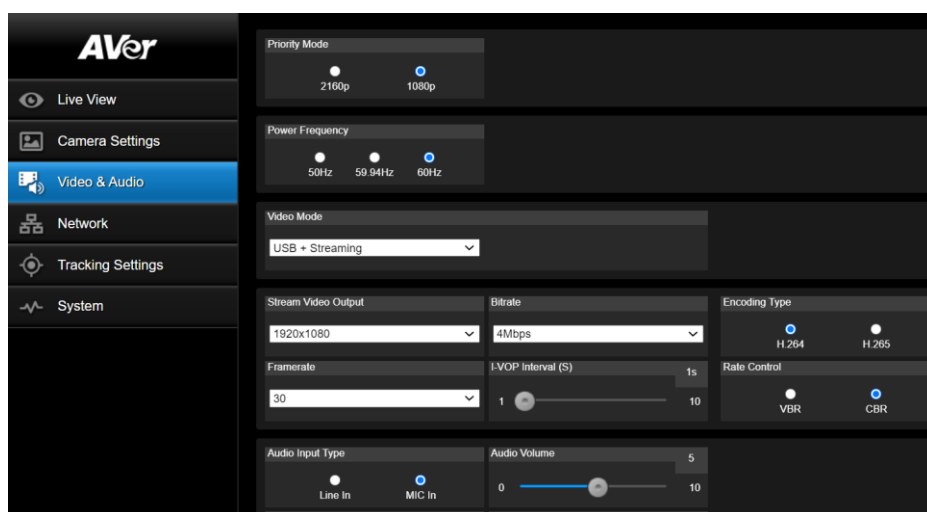 AVer
Live View
Camera Settings
Video & Audio
Network
Tracking Settings
System
Priority Mode
2160p 1080p
Power Frequency
50Hz 59.94Hz 60Hz
Video Mode
USB + Streaming
Stream Video Output Bitrate Encoding Type
1920x1080 4Mbps H.264 H.265
Framerate I-VOP Interval (S) 1s Rate Control
30 1 10 VBR CBR
Audio Input Type Audio Volume 5
Line In MIC In 0 10